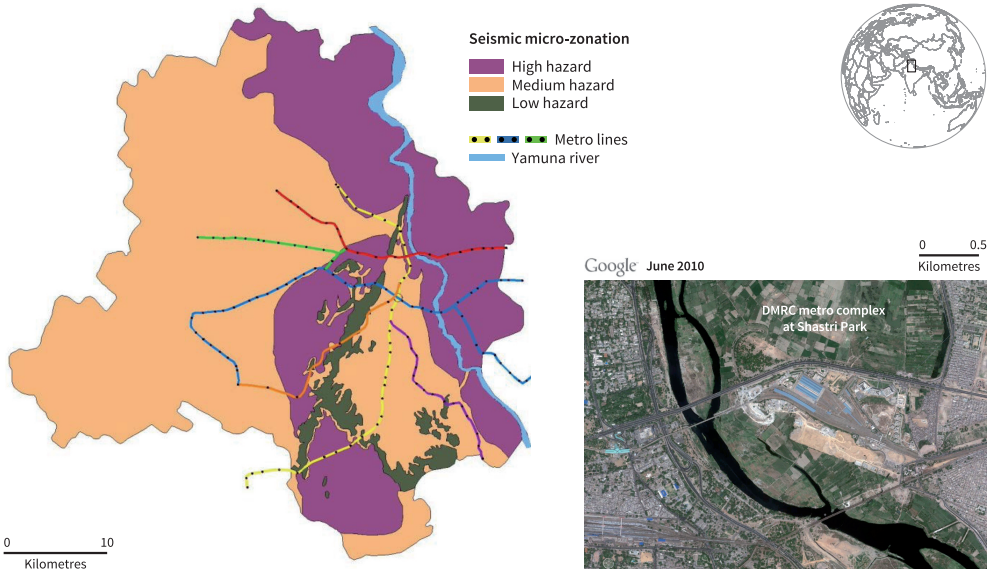 Seismic micro-zonation
High hazard
Medium hazard
Low hazard
Metro lines
Yamuna river
0 10
Kilometres
0 0.5
Kilometres
Google June 2010
DMRC metro complex
at Shastri Park